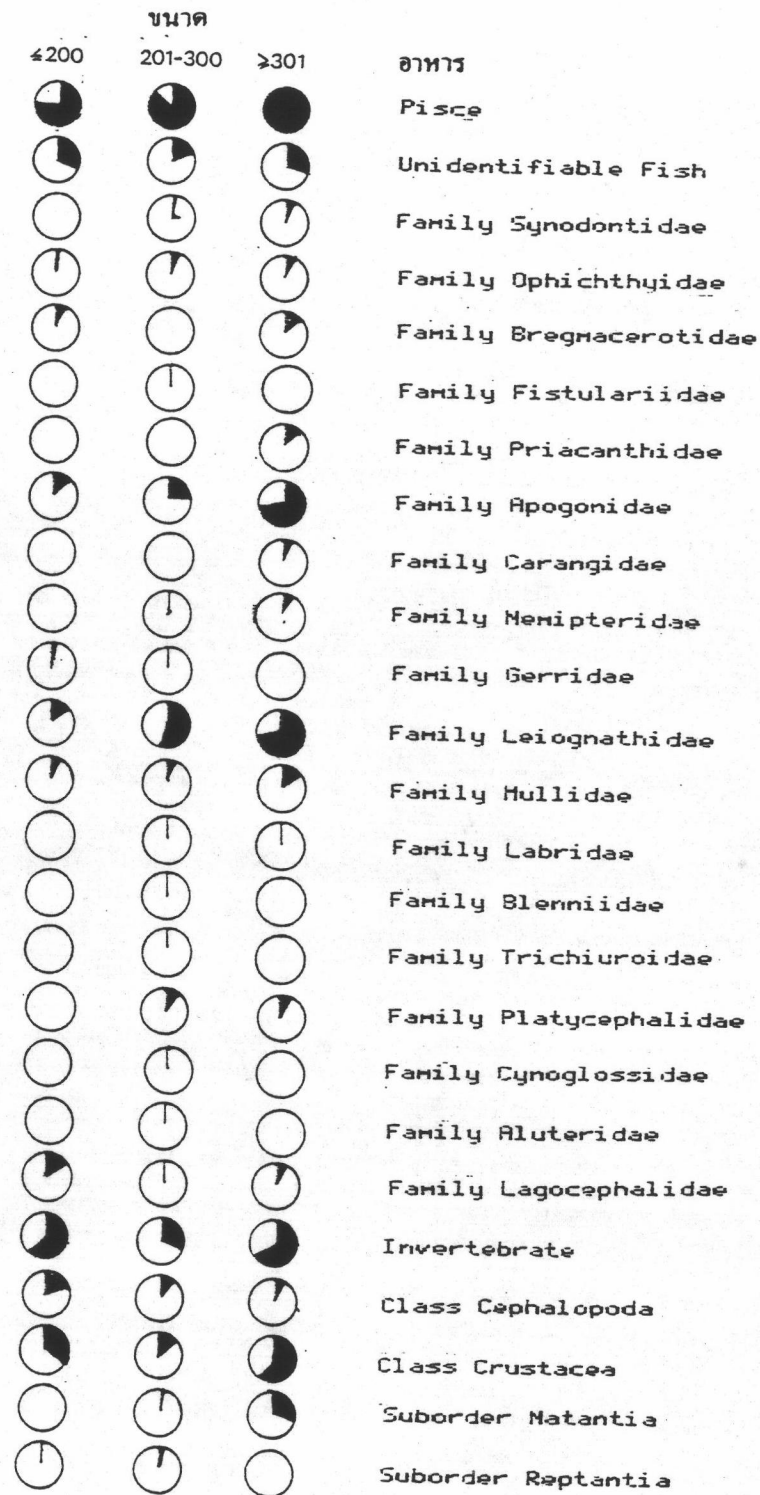 ขนาด
≤200 201-300 ≥301 อาหาร
Pisce
Unidentifiable Fish
Family Synodontidae
Family Ophichthyidae
Family Bregmacerotidae
Family Fistulariidae
Family Priacanthidae
Family Apogonidae
Family Carangidae
Family Nemipteridae
Family Gerridae
Family Leiognathidae
Family Mullidae
Family Labridae
Family Blenniidae
Family Trichiuroidae
Family Platycephalidae
Family Cynoglossidae
Family Aluteridae
Family Lagocephalidae
Invertebrate
Class Cephalopoda
Class Crustacea
Suborder Natantia
Suborder Reptantia